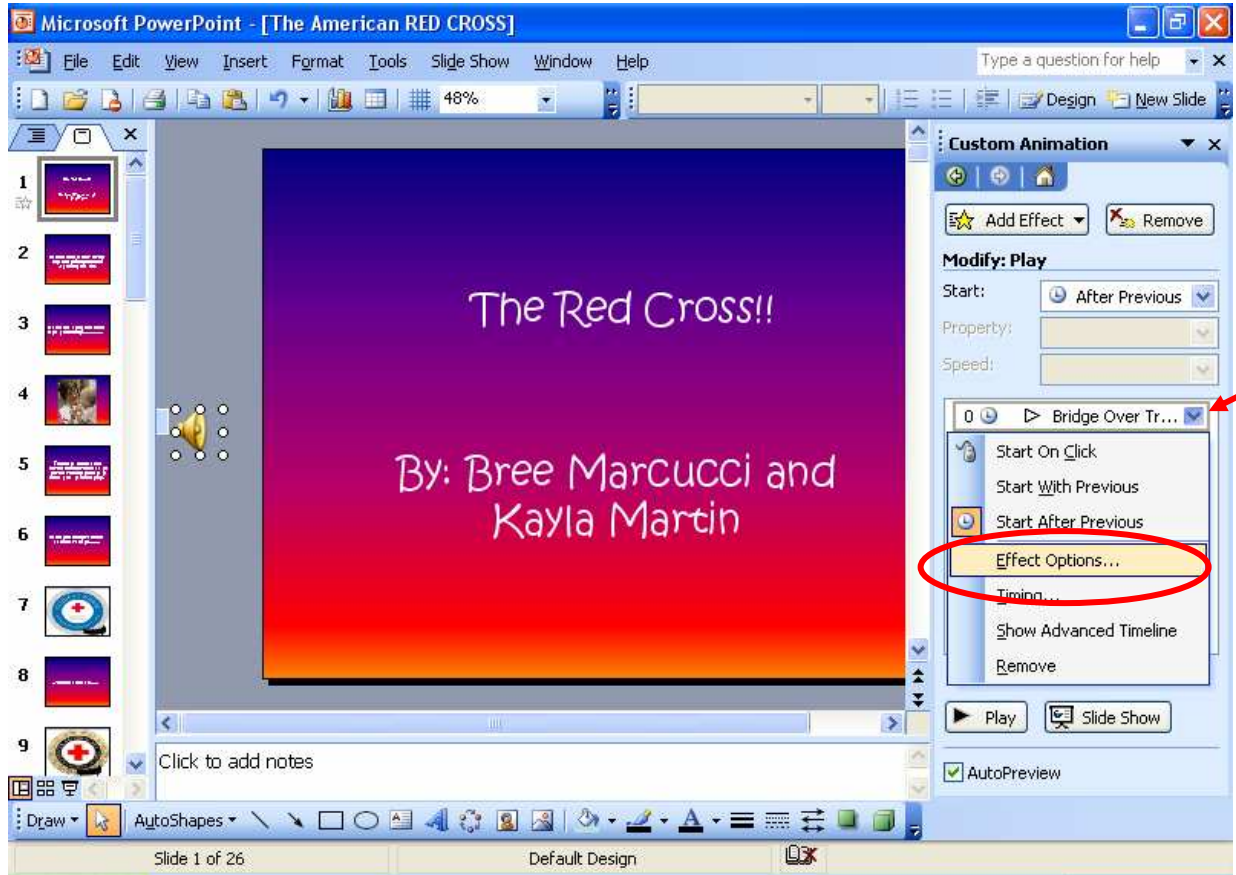 Microsoft PowerPoint - [The American RED CROSS]
File Edit View Insert Format Tools Slide Show Window Help Type a question for help
48% Design New Slide
Custom Animation
Add Effect Remove
Modify: Play
Start: After Previous
Property:
Speed:
0 Bridge Over Tr...
Start On Click
Start With Previous
Start After Previous
Effect Options...
Timing...
Show Advanced Timeline
Remove
Play Slide Show
AutoPreview
1
2
3
4
5
6
7
8
9
The Red Cross!!
By: Bree Marcucci and
Kayla Martin
Click to add notes
Draw AutoShapes
Slide 1 of 26 Default Design